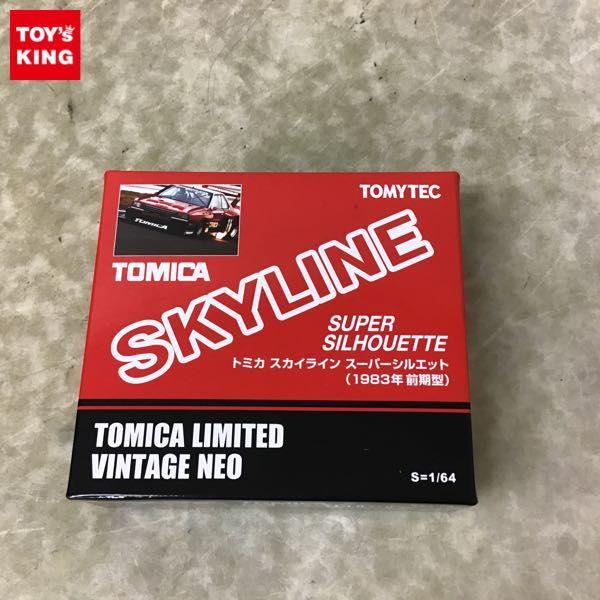 TOY's
KING
TOMYTEC
TOMICA
TOMICA
SKYLINE
SUPER
SILHOUETTE
トミカ スカイライン スーパーシルエット
(1983年 前期型)
TOMICA LIMITED
VINTAGE NEO
S=1/64